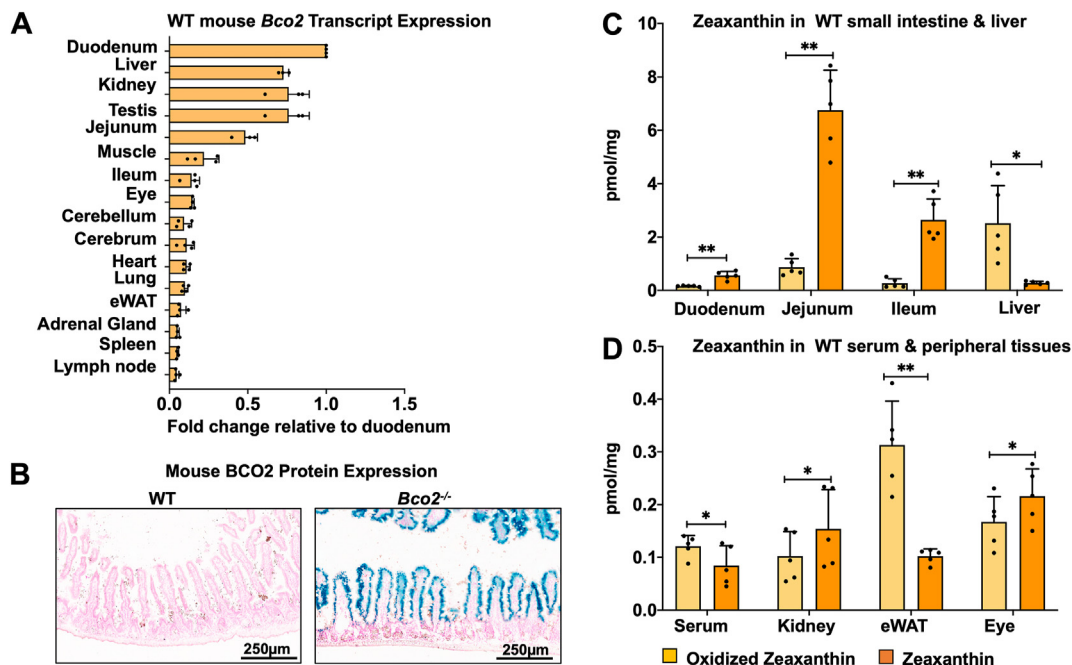 A
WT mouse Bco2 Transcript Expression
Duodenum
Liver
Kidney
Testis
Jejunum
Muscle
Ileum
Eye
Cerebellum
Cerebrum
Heart
Lung
eWAT
Adrenal Gland
Spleen
Lymph node
0.0 0.5 1.0 1.5
Fold change relative to duodenum
B
Mouse BCO2 Protein Expression
WT
Bco2-/-
250µm
250µm
C
Zeaxanthin in WT small intestine & liver
10
8
6
4
2
0
pmol/mg
**
**
**
*
Duodenum Jejunum Ileum Liver
D
Zeaxanthin in WT serum & peripheral tissues
0.5
0.4
0.3
0.2
0.1
0.0
pmol/mg
*
*
**
*
Serum Kidney eWAT Eye
Oxidized Zeaxanthin Zeaxanthin